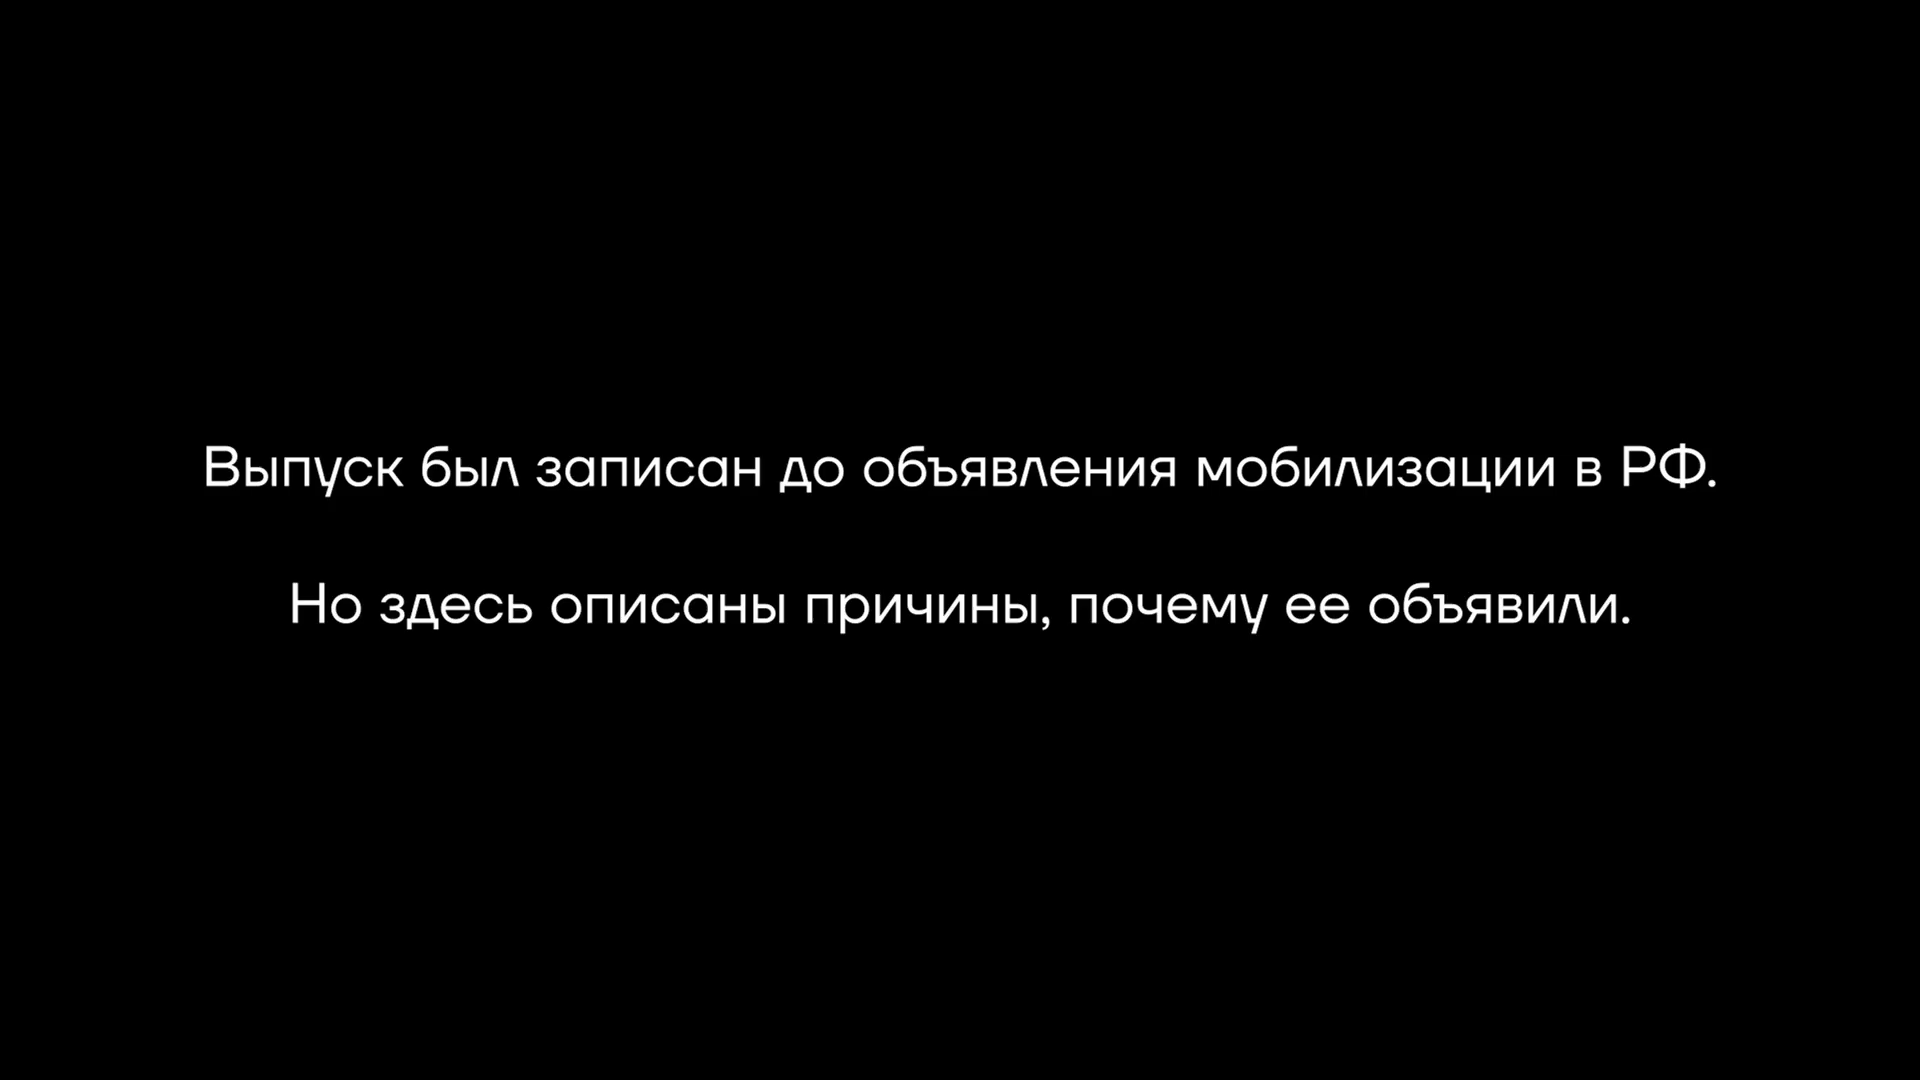 Выпуск был записан до объявления мобилизации в РФ.
Но здесь описаны причины, почему ее объявили.